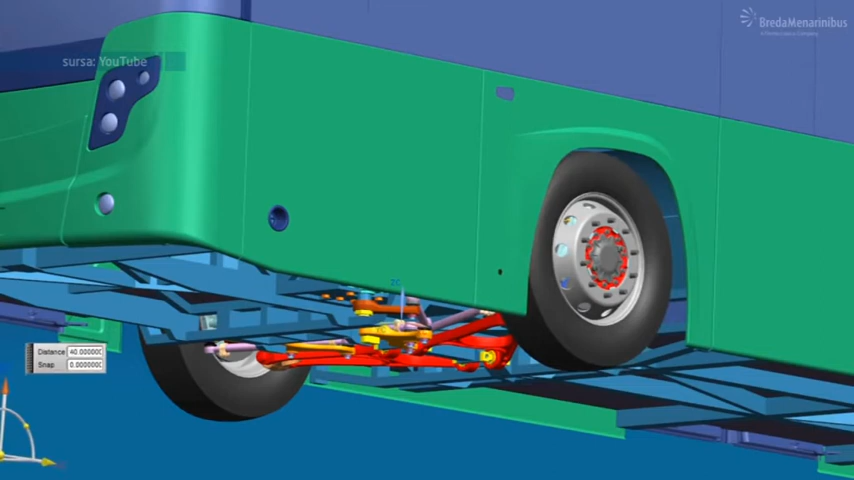 BredaMenarinibus
sursa: YouTube
Distance 40.000000
Snap 0.0000000